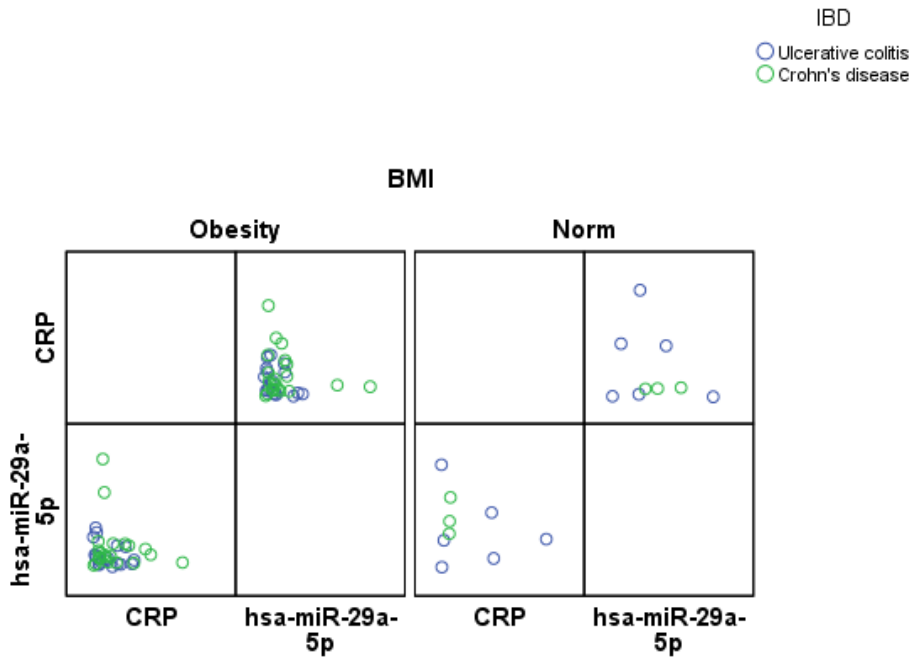 IBD
Ulcerative colitis
Crohn's disease
BMI
Obesity
Norm
CRP
hsa-miR-29a-
5p
CRP
hsa-miR-29a-
5p
CRP
hsa-miR-29a-
5p